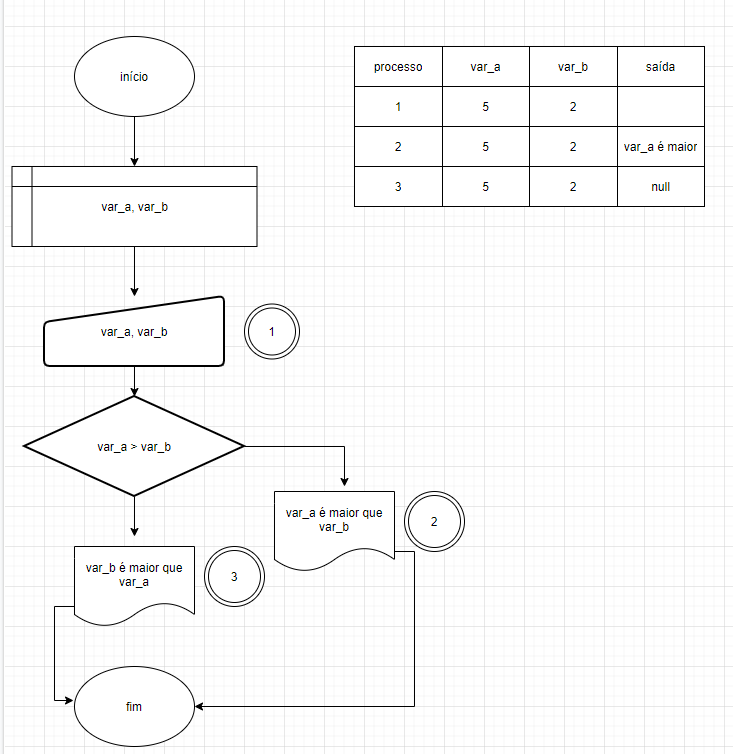 início
processo var_a var_b saída
1 5 2
2 5 2 var_a é maior
3 5 2 null
var_a, var_b
var_a, var_b
1
var_a > var_b
var_a é maior que
var_b
2
var_b é maior que
var_a
3
fim